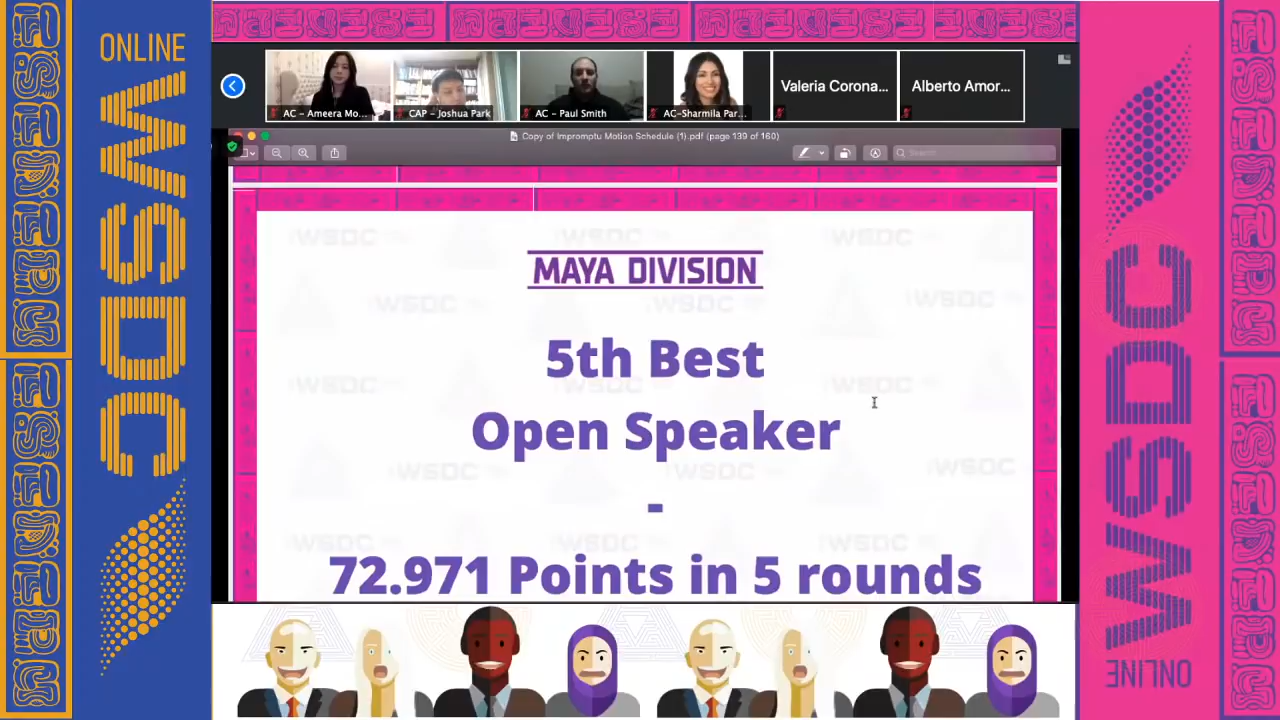 ONLINE
WSDC
AC - Ameera Mo...
CAP - Joshua Park
AC - Paul Smith
AC-Sharmila Par...
Valeria Corona...
Alberto Amor...
Copy of Impromptu Motion Schedule (1).pdf (page 139 of 160)
Search
MAYA DIVISION
5th Best
Open Speaker
-
72.971 Points in 5 rounds
WSDC
ONLINE